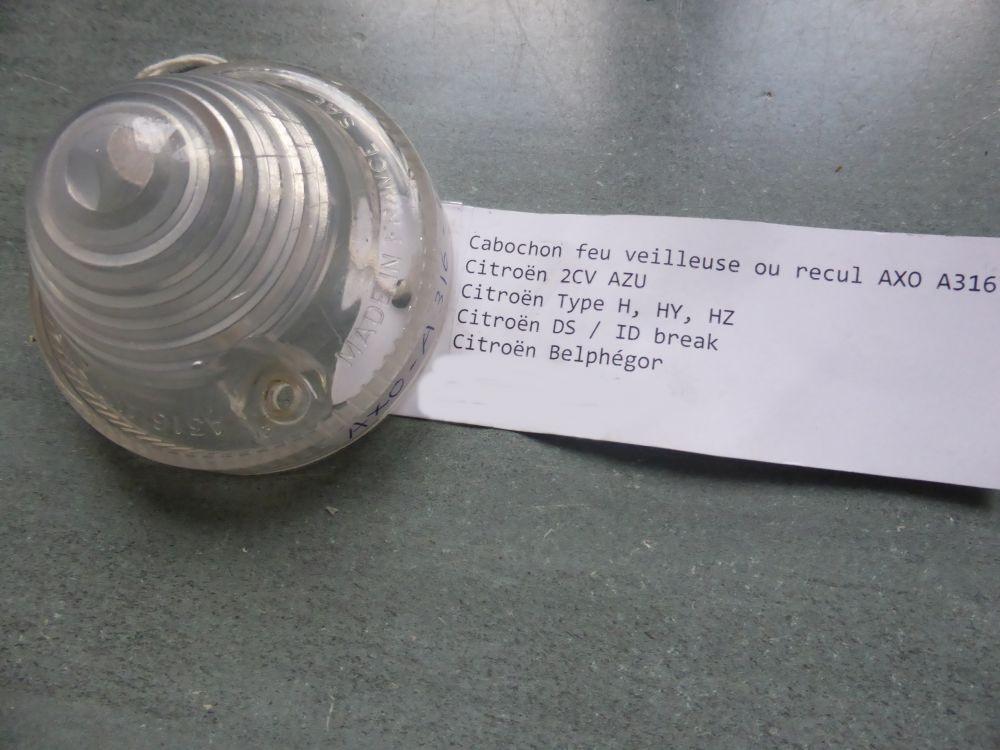 Cabochon feu veilleuse ou recul AXO A316
Citroën 2CV AZU
Citroën Type H, HY, HZ
Citroën DS / ID break
Citroën Belphégor
MADE IN FRANCE
A316
AXO-A 316